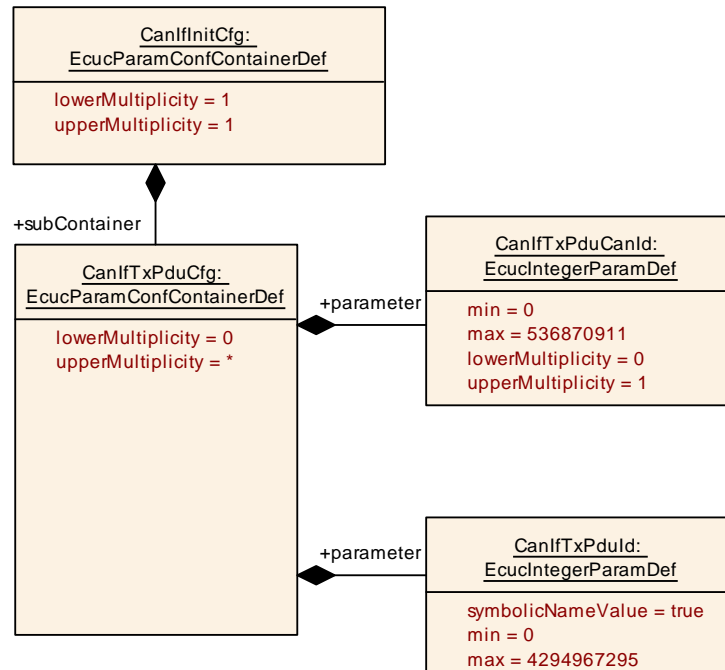 CanIfInitCfg:
EcucParamConfContainerDef
lowerMultiplicity = 1
upperMultiplicity = 1
+subContainer
CanIfTxPduCfg:
EcucParamConfContainerDef
lowerMultiplicity = 0
upperMultiplicity = *
+parameter
CanIfTxPduCanId:
EcucIntegerParamDef
min = 0
max = 536870911
lowerMultiplicity = 0
upperMultiplicity = 1
+parameter
CanIfTxPduId:
EcucIntegerParamDef
symbolicNameValue = true
min = 0
max = 4294967295